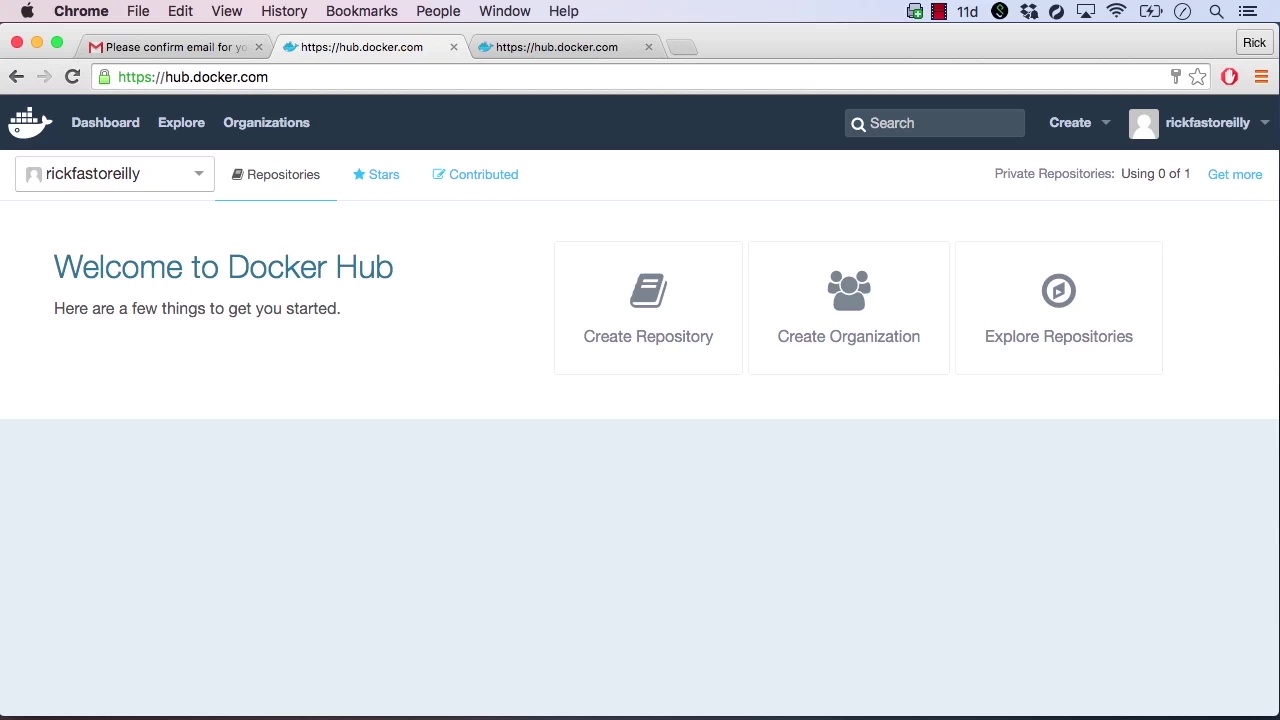 Chrome File Edit View History Bookmarks People Window Help 11d
Please confirm email for yo https://hub.docker.com https://hub.docker.com Rick
https://hub.docker.com
Dashboard Explore Organizations Search Create rickfastoreilly
rickfastoreilly Repositories Stars Contributed Private Repositories: Using 0 of 1 Get more
Welcome to Docker Hub
Here are a few things to get you started.
Create Repository Create Organization Explore Repositories